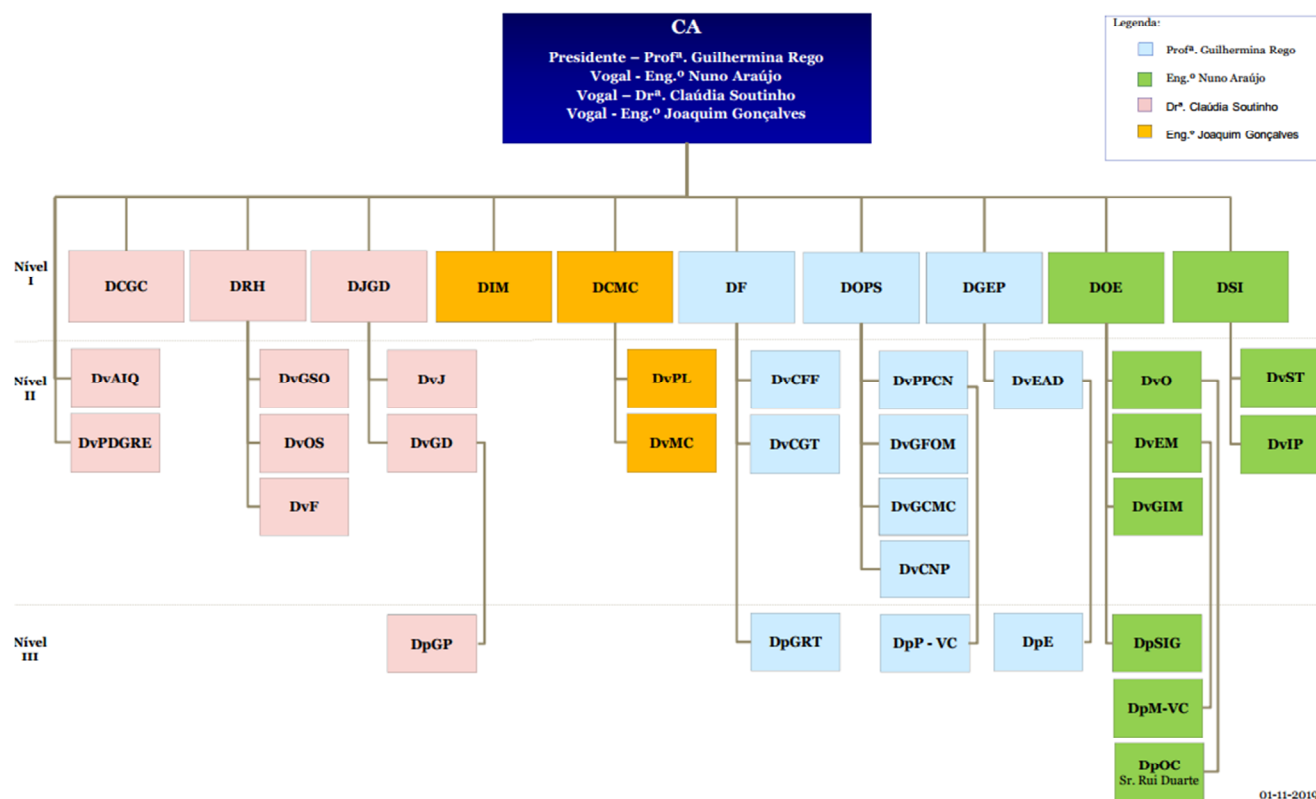 CA
Presidente – Profª. Guilhermina Rego
Vogal - Eng.º Nuno Araújo
Vogal – Drª. Claúdia Soutinho
Vogal - Eng.º Joaquim Gonçalves
Legenda:
Profª. Guilhermina Rego
Eng.º Nuno Araújo
Drª. Claúdia Soutinho
Eng.º Joaquim Gonçalves
Nível
I
DCGC
DRH
DJGD
DIM
DCMC
DF
DOPS
DGEP
DOE
DSI
Nível
II
DvAIQ
DvGSO
DvJ
DvPL
DvCFF
DvPPCN
DvEAD
DvO
DvST
DvPDGRE
DvOS
DvGD
DvMC
DvCGT
DvGFOM
DvEM
DvIP
DvF
DvGCMC
DvGIM
DvCNP
Nível
III
DpGP
DpGRT
DpP - VC
DpE
DpSIG
DpM-VC
DpOC
Sr. Rui Duarte